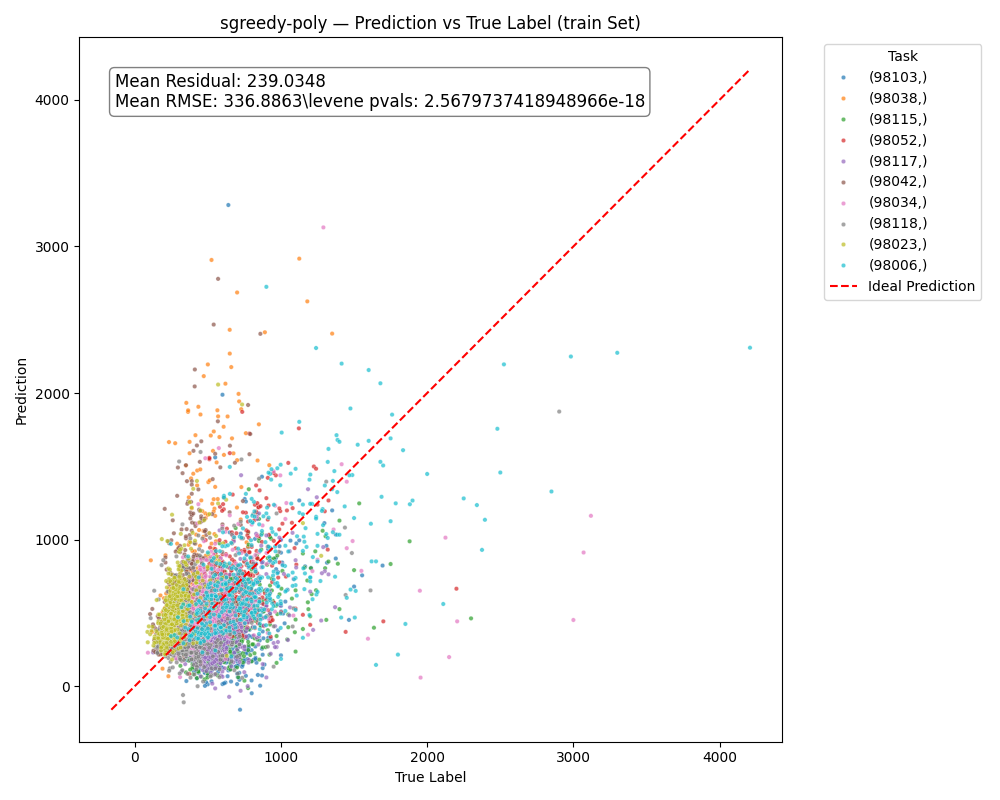 sgreedy-poly — Prediction vs True Label (train Set)
Mean Residual: 239.0348
Mean RMSE: 336.8863\levene pvals: 2.5679737418948966e-18
Task
(98103,)
(98038,)
(98115,)
(98052,)
(98117,)
(98042,)
(98034,)
(98118,)
(98023,)
(98006,)
Ideal Prediction
Prediction
4000
3000
2000
1000
0
0
1000
2000
3000
4000
True Label